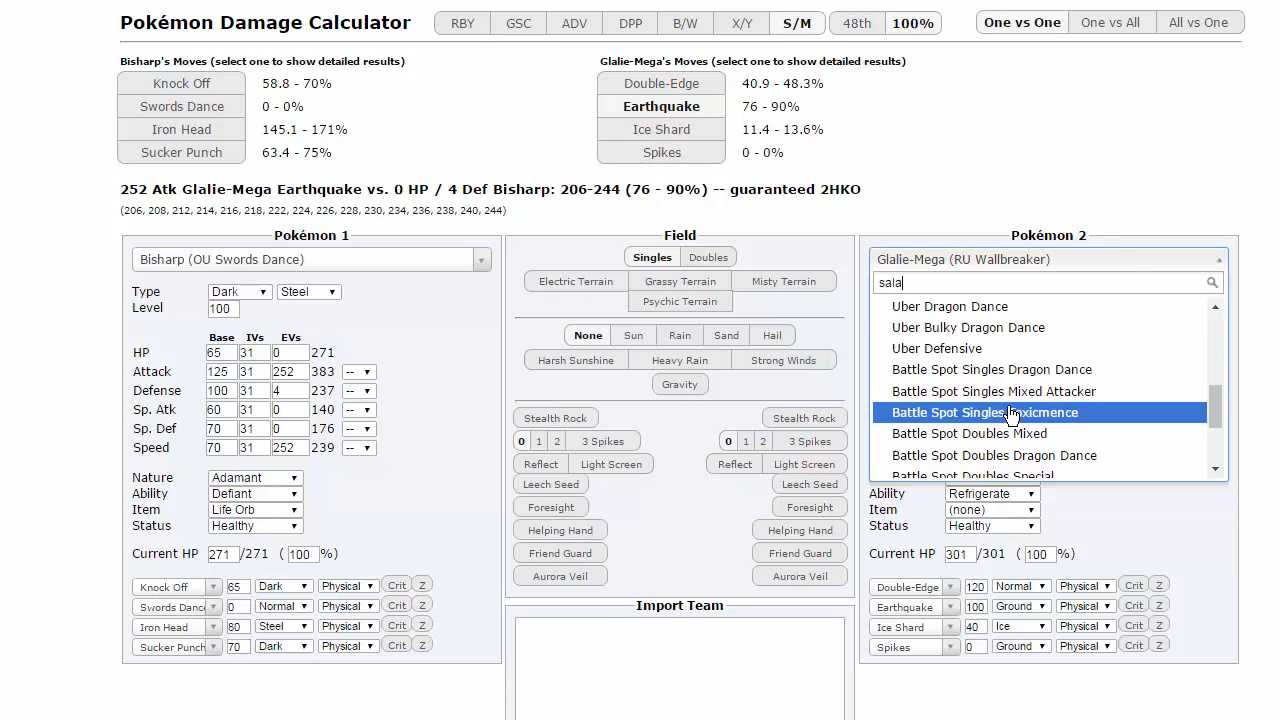 Pokémon Damage Calculator RBY GSC ADV DPP B/W X/Y S/M 48th 100% One vs One One vs All All vs One
Bisharp's Moves (select one to show detailed results)
Knock Off 58.8 - 70%
Swords Dance 0 - 0%
Iron Head 145.1 - 171%
Sucker Punch 63.4 - 75%
Glalie-Mega's Moves (select one to show detailed results)
Double-Edge 40.9 - 48.3%
Earthquake 76 - 90%
Ice Shard 11.4 - 13.6%
Spikes 0 - 0%
252 Atk Glalie-Mega Earthquake vs. 0 HP / 4 Def Bisharp: 206-244 (76 - 90%) -- guaranteed 2HKO
(206, 208, 212, 214, 216, 218, 222, 224, 226, 228, 230, 234, 236, 238, 240, 244)
Pokémon 1
Bisharp (OU Swords Dance)
Type Dark Steel
Level 100
Base IVs EVs
HP 65 31 0 271
Attack 125 31 252 383 --
Defense 100 31 4 237 --
Sp. Atk 60 31 0 140 --
Sp. Def 70 31 0 176 --
Speed 70 31 252 239 --
Nature Adamant
Ability Defiant
Item Life Orb
Status Healthy
Current HP 271/271 (100%)
Knock Off 65 Dark Physical Crit Z
Swords Dance 0 Normal Physical Crit Z
Iron Head 80 Steel Physical Crit Z
Sucker Punch 70 Dark Physical Crit Z
Field
Singles Doubles
Electric Terrain Grassy Terrain Misty Terrain
Psychic Terrain
None Sun Rain Sand Hail
Harsh Sunshine Heavy Rain Strong Winds
Gravity
Stealth Rock Stealth Rock
0 1 2 3 Spikes 0 1 2 3 Spikes
Reflect Light Screen Reflect Light Screen
Leech Seed Leech Seed
Foresight Foresight
Helping Hand Helping Hand
Friend Guard Friend Guard
Aurora Veil Aurora Veil
Import Team
Pokémon 2
Glalie-Mega (RU Wallbreaker)
sala
Uber Dragon Dance
Uber Bulky Dragon Dance
Uber Defensive
Battle Spot Singles Dragon Dance
Battle Spot Singles Mixed Attacker
Battle Spot Singles
Battle Spot Doubles Mixed
Battle Spot Doubles Dragon Dance
Battle Spot Doubles Special
Ability Refrigerate
Item (none)
Status Healthy
Current HP 301/301 (100%)
Double-Edge 120 Normal Physical Crit Z
Earthquake 100 Ground Physical Crit Z
Ice Shard 40 Ice Physical Crit Z
Spikes 0 Ground Physical Crit Z